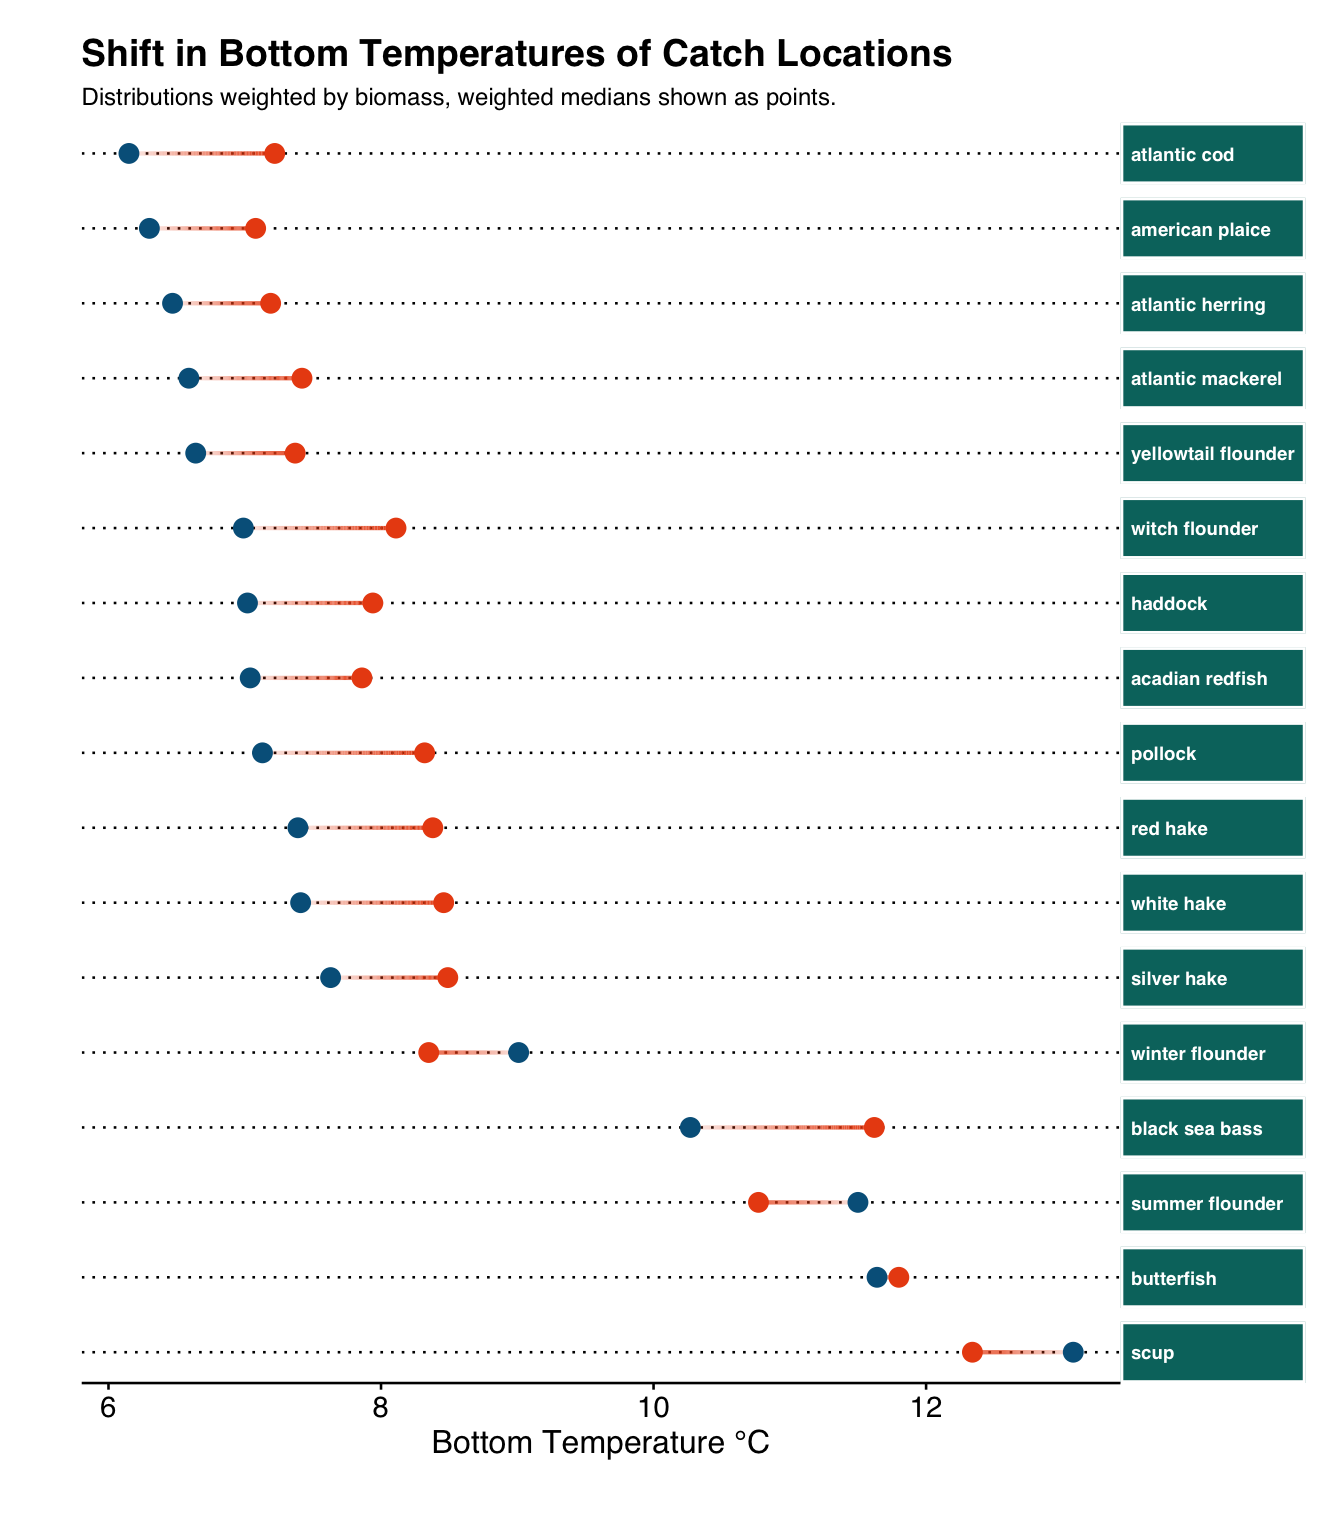 Shift in Bottom Temperatures of Catch Locations
Distributions weighted by biomass, weighted medians shown as points.
atlantic cod
american plaice
atlantic herring
atlantic mackerel
yellowtail flounder
witch flounder
haddock
acadian redfish
pollock
red hake
white hake
silver hake
winter flounder
black sea bass
summer flounder
butterfish
scup
6 8 10 12
Bottom Temperature °C